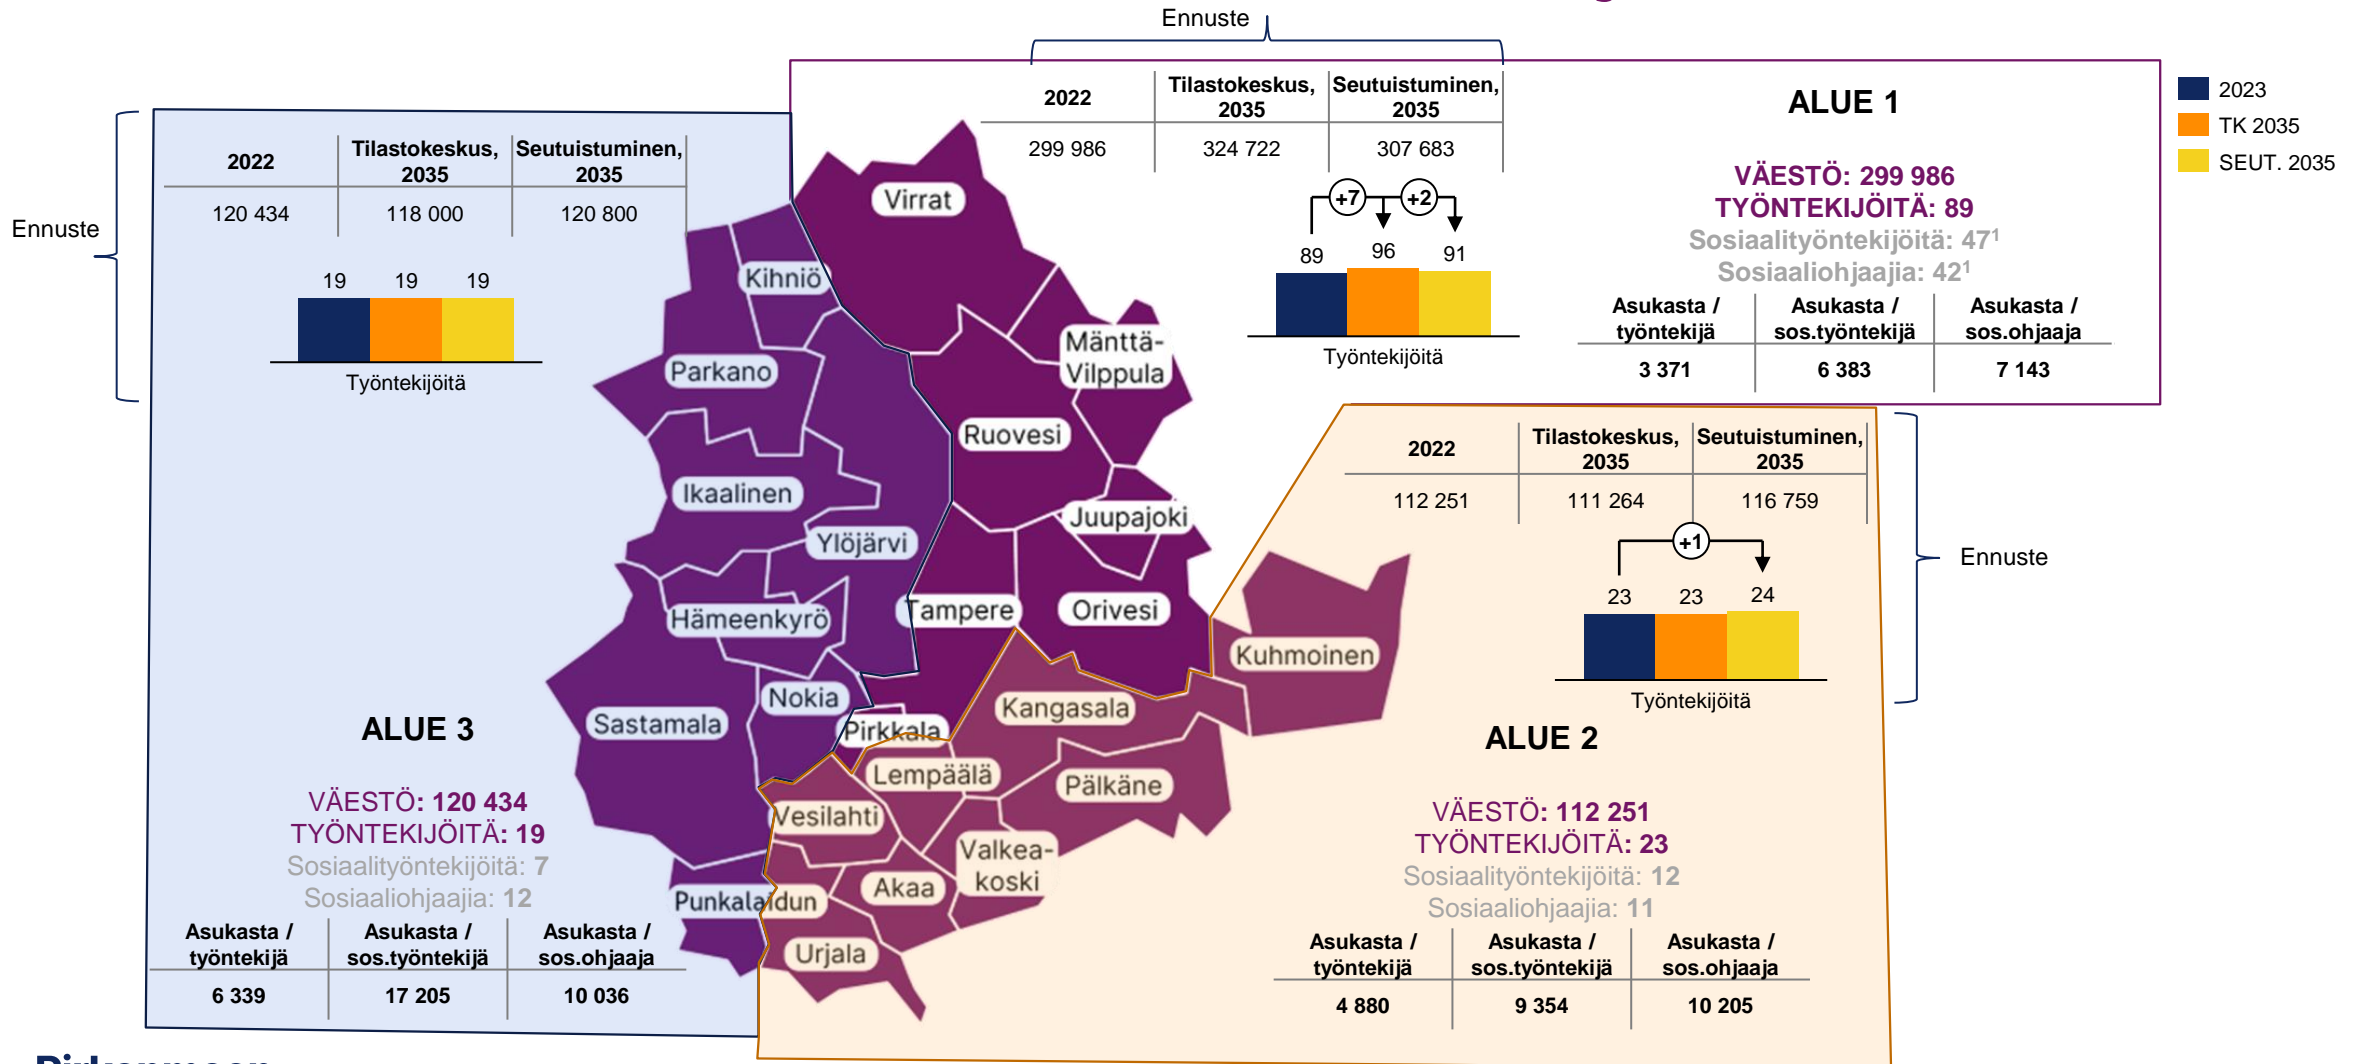 Ennuste
2022
Tilastokeskus,
2035
Seutuistuminen,
2035
299 986
324 722
307 683
+7
+2
89
96
91
Työntekijöitä
ALUE 1
VÄESTÖ: 299 986
TYÖNTEKIJÖITÄ: 89
Sosiaalityöntekijöitä: 47¹
Sosiaaliohjaajia: 42¹
Asukasta /
työntekijä
Asukasta /
sos.työntekijä
Asukasta /
sos.ohjaaja
3 371
6 383
7 143
2023
TK 2035
SEUT. 2035
Ennuste
2022
Tilastokeskus,
2035
Seutuistuminen,
2035
120 434
118 000
120 800
19
19
19
Työntekijöitä
Virrat
Kihniö
Mänttä-
Vilppula
Parkano
Ruovesi
Ikaalinen
Juupajoki
Ylöjärvi
Hämeenkyrö
Tampere
Orivesi
Kuhmoinen
Nokia
Kangasala
Sastamala
Pirkkala
Lempäälä
Pälkäne
Vesilahti
Valkea-
koski
Akaa
Punkalaidun
Urjala
2022
Tilastokeskus,
2035
Seutuistuminen,
2035
112 251
111 264
116 759
+1
23
23
24
Työntekijöitä
Ennuste
ALUE 3
VÄESTÖ: 120 434
TYÖNTEKIJÖITÄ: 19
Sosiaalityöntekijöitä: 7
Sosiaaliohjaajia: 12
Asukasta /
työntekijä
Asukasta /
sos.työntekijä
Asukasta /
sos.ohjaaja
6 339
17 205
10 036
ALUE 2
VÄESTÖ: 112 251
TYÖNTEKIJÖITÄ: 23
Sosiaalityöntekijöitä: 12
Sosiaaliohjaajia: 11
Asukasta /
työntekijä
Asukasta /
sos.työntekijä
Asukasta /
sos.ohjaaja
4 880
9 354
10 205